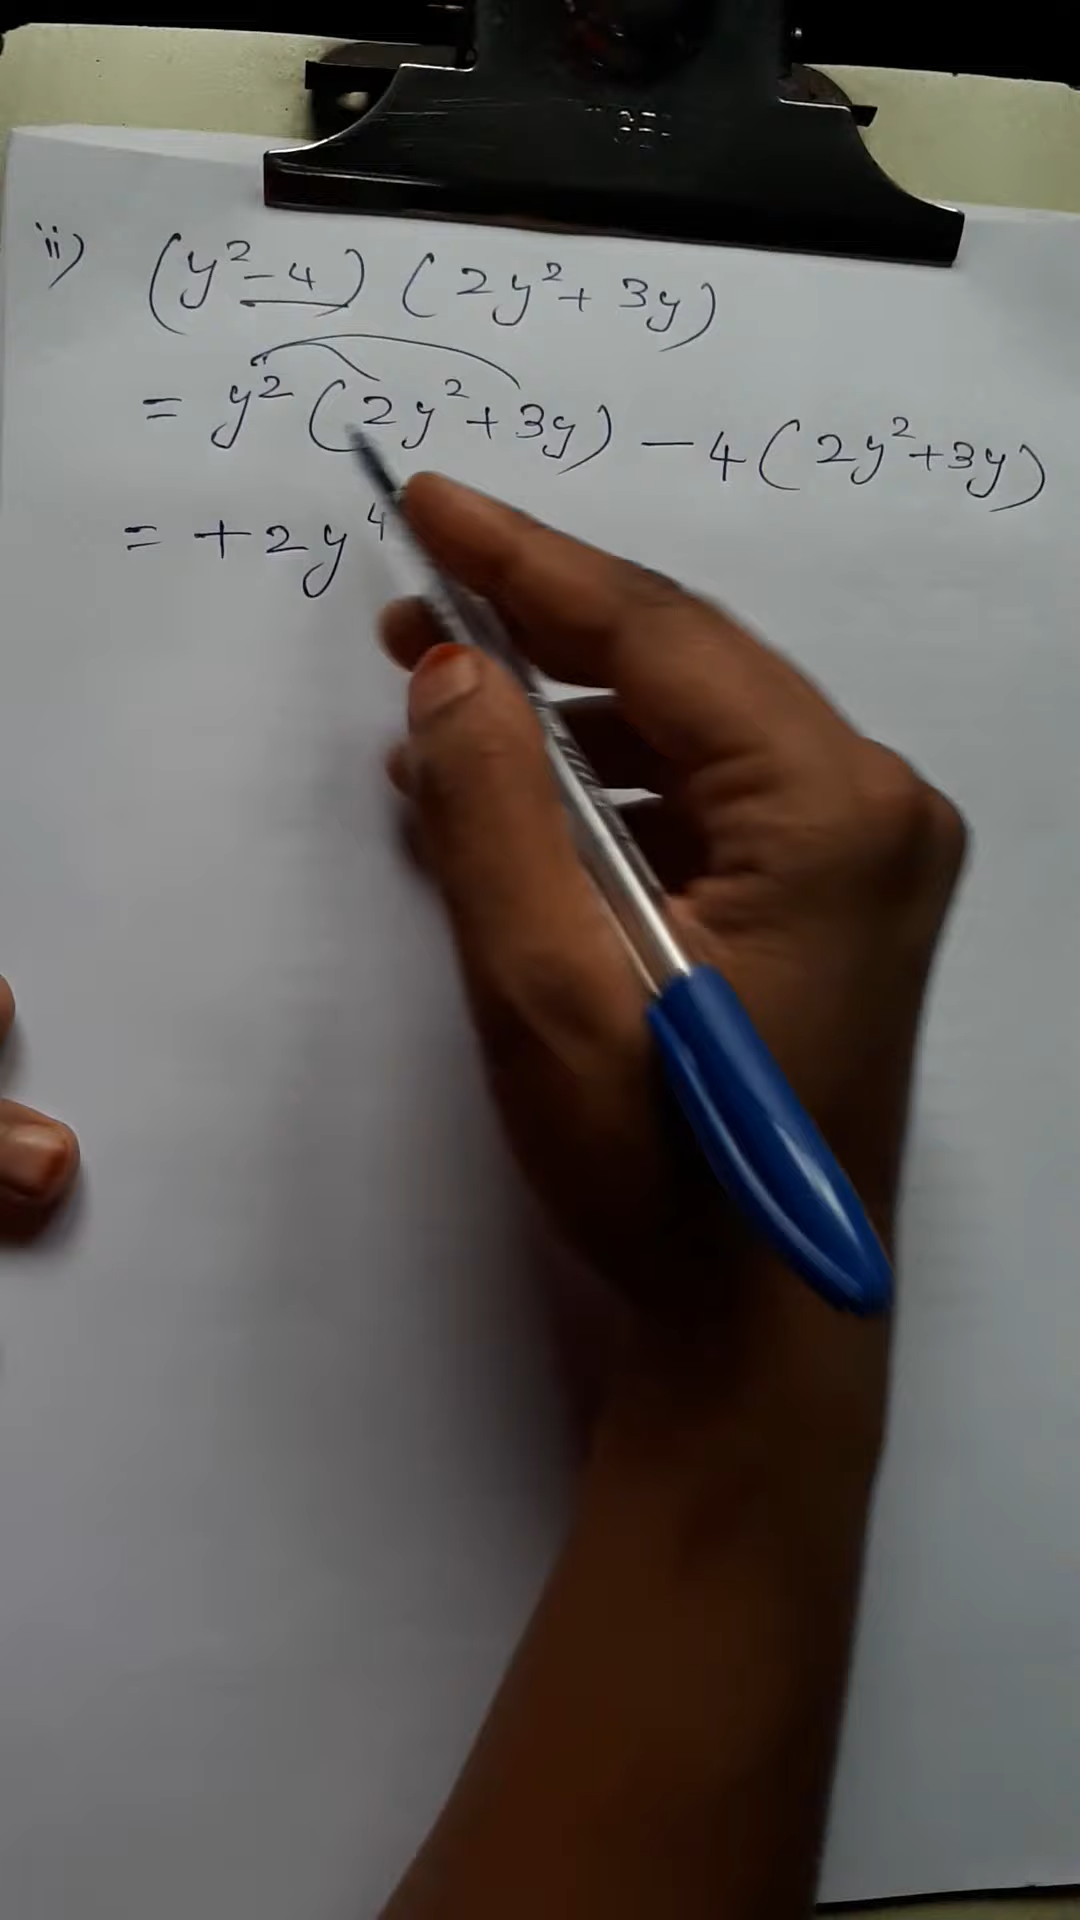 ii) (y²-4) (2y²+3y)
= y² (2y²+3y) - 4(2y²+3y)
= +2y⁴